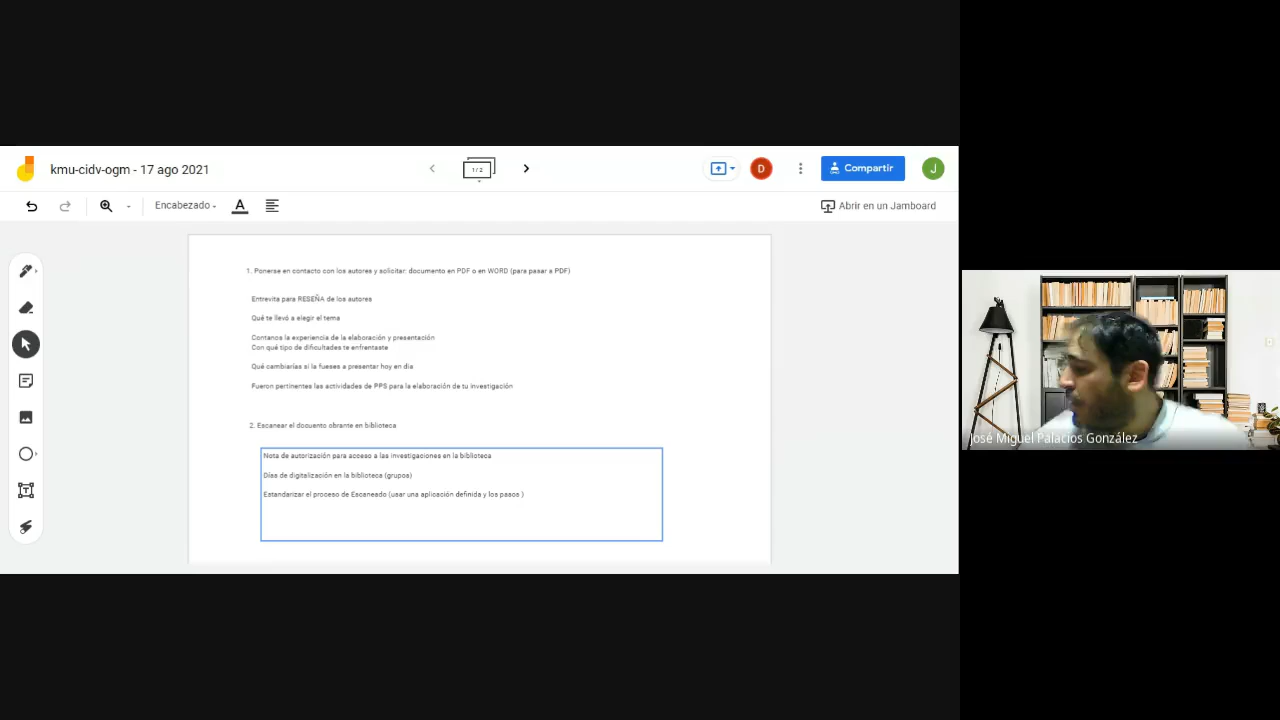 kmu-cidv-ogm - 17 ago 2021
1 / 2
D
Compartir
J
Encabezado
A
Abrir en un Jamboard
1. Ponerse en contacto con los autores y solicitar: documento en PDF o en WORD (para pasar a PDF)
Entrevita para RESEÑA de los autores
Qué te llevó a elegir el tema
Contanos la experiencia de la elaboración y presentación
Con qué tipo de dificultades te enfrentaste
Qué cambiarías si la fueses a presentar hoy en día
Fueron pertinentes las actividades de PPS para la elaboración de tu investigación
2. Escanear el docuento obrante en biblioteca
Nota de autorización para acceso a las investigaciones en la biblioteca
Días de digitalización en la biblioteca (grupos)
Estandarizar el proceso de Escaneado (usar una aplicación definida y los pasos )
José Miguel Palacios González